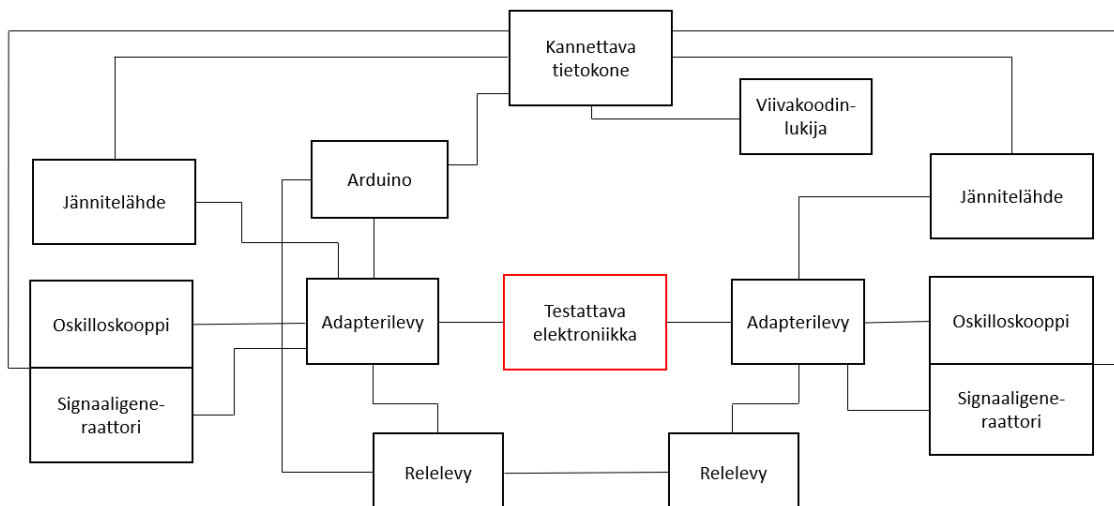 Kannettava
tietokone
Viivakoodin-
lukija
Arduino
Jännitelähde
Jännitelähde
Oskilloskooppi
Adapterilevy
Testattava
elektroniikka
Adapterilevy
Oskilloskooppi
Signaaligene-
raattori
Signaaligene-
raattori
Relelevy
Relelevy